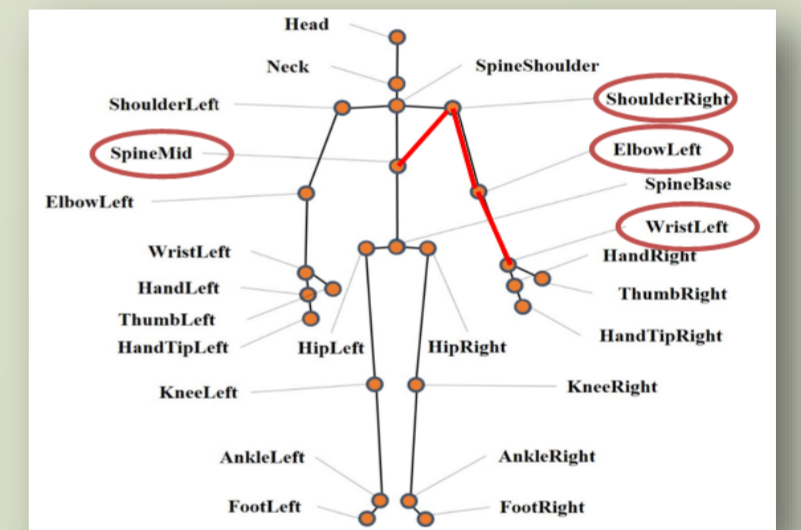 Head
Neck
SpineShoulder
ShoulderLeft
ShoulderRight
SpineMid
ElbowLeft
SpineBase
ElbowLeft
WristLeft
WristLeft
HandRight
HandLeft
ThumbRight
ThumbLeft
HandTipRight
HandTipLeft
HipLeft
HipRight
KneeLeft
KneeRight
AnkleLeft
AnkleRight
FootLeft
FootRight